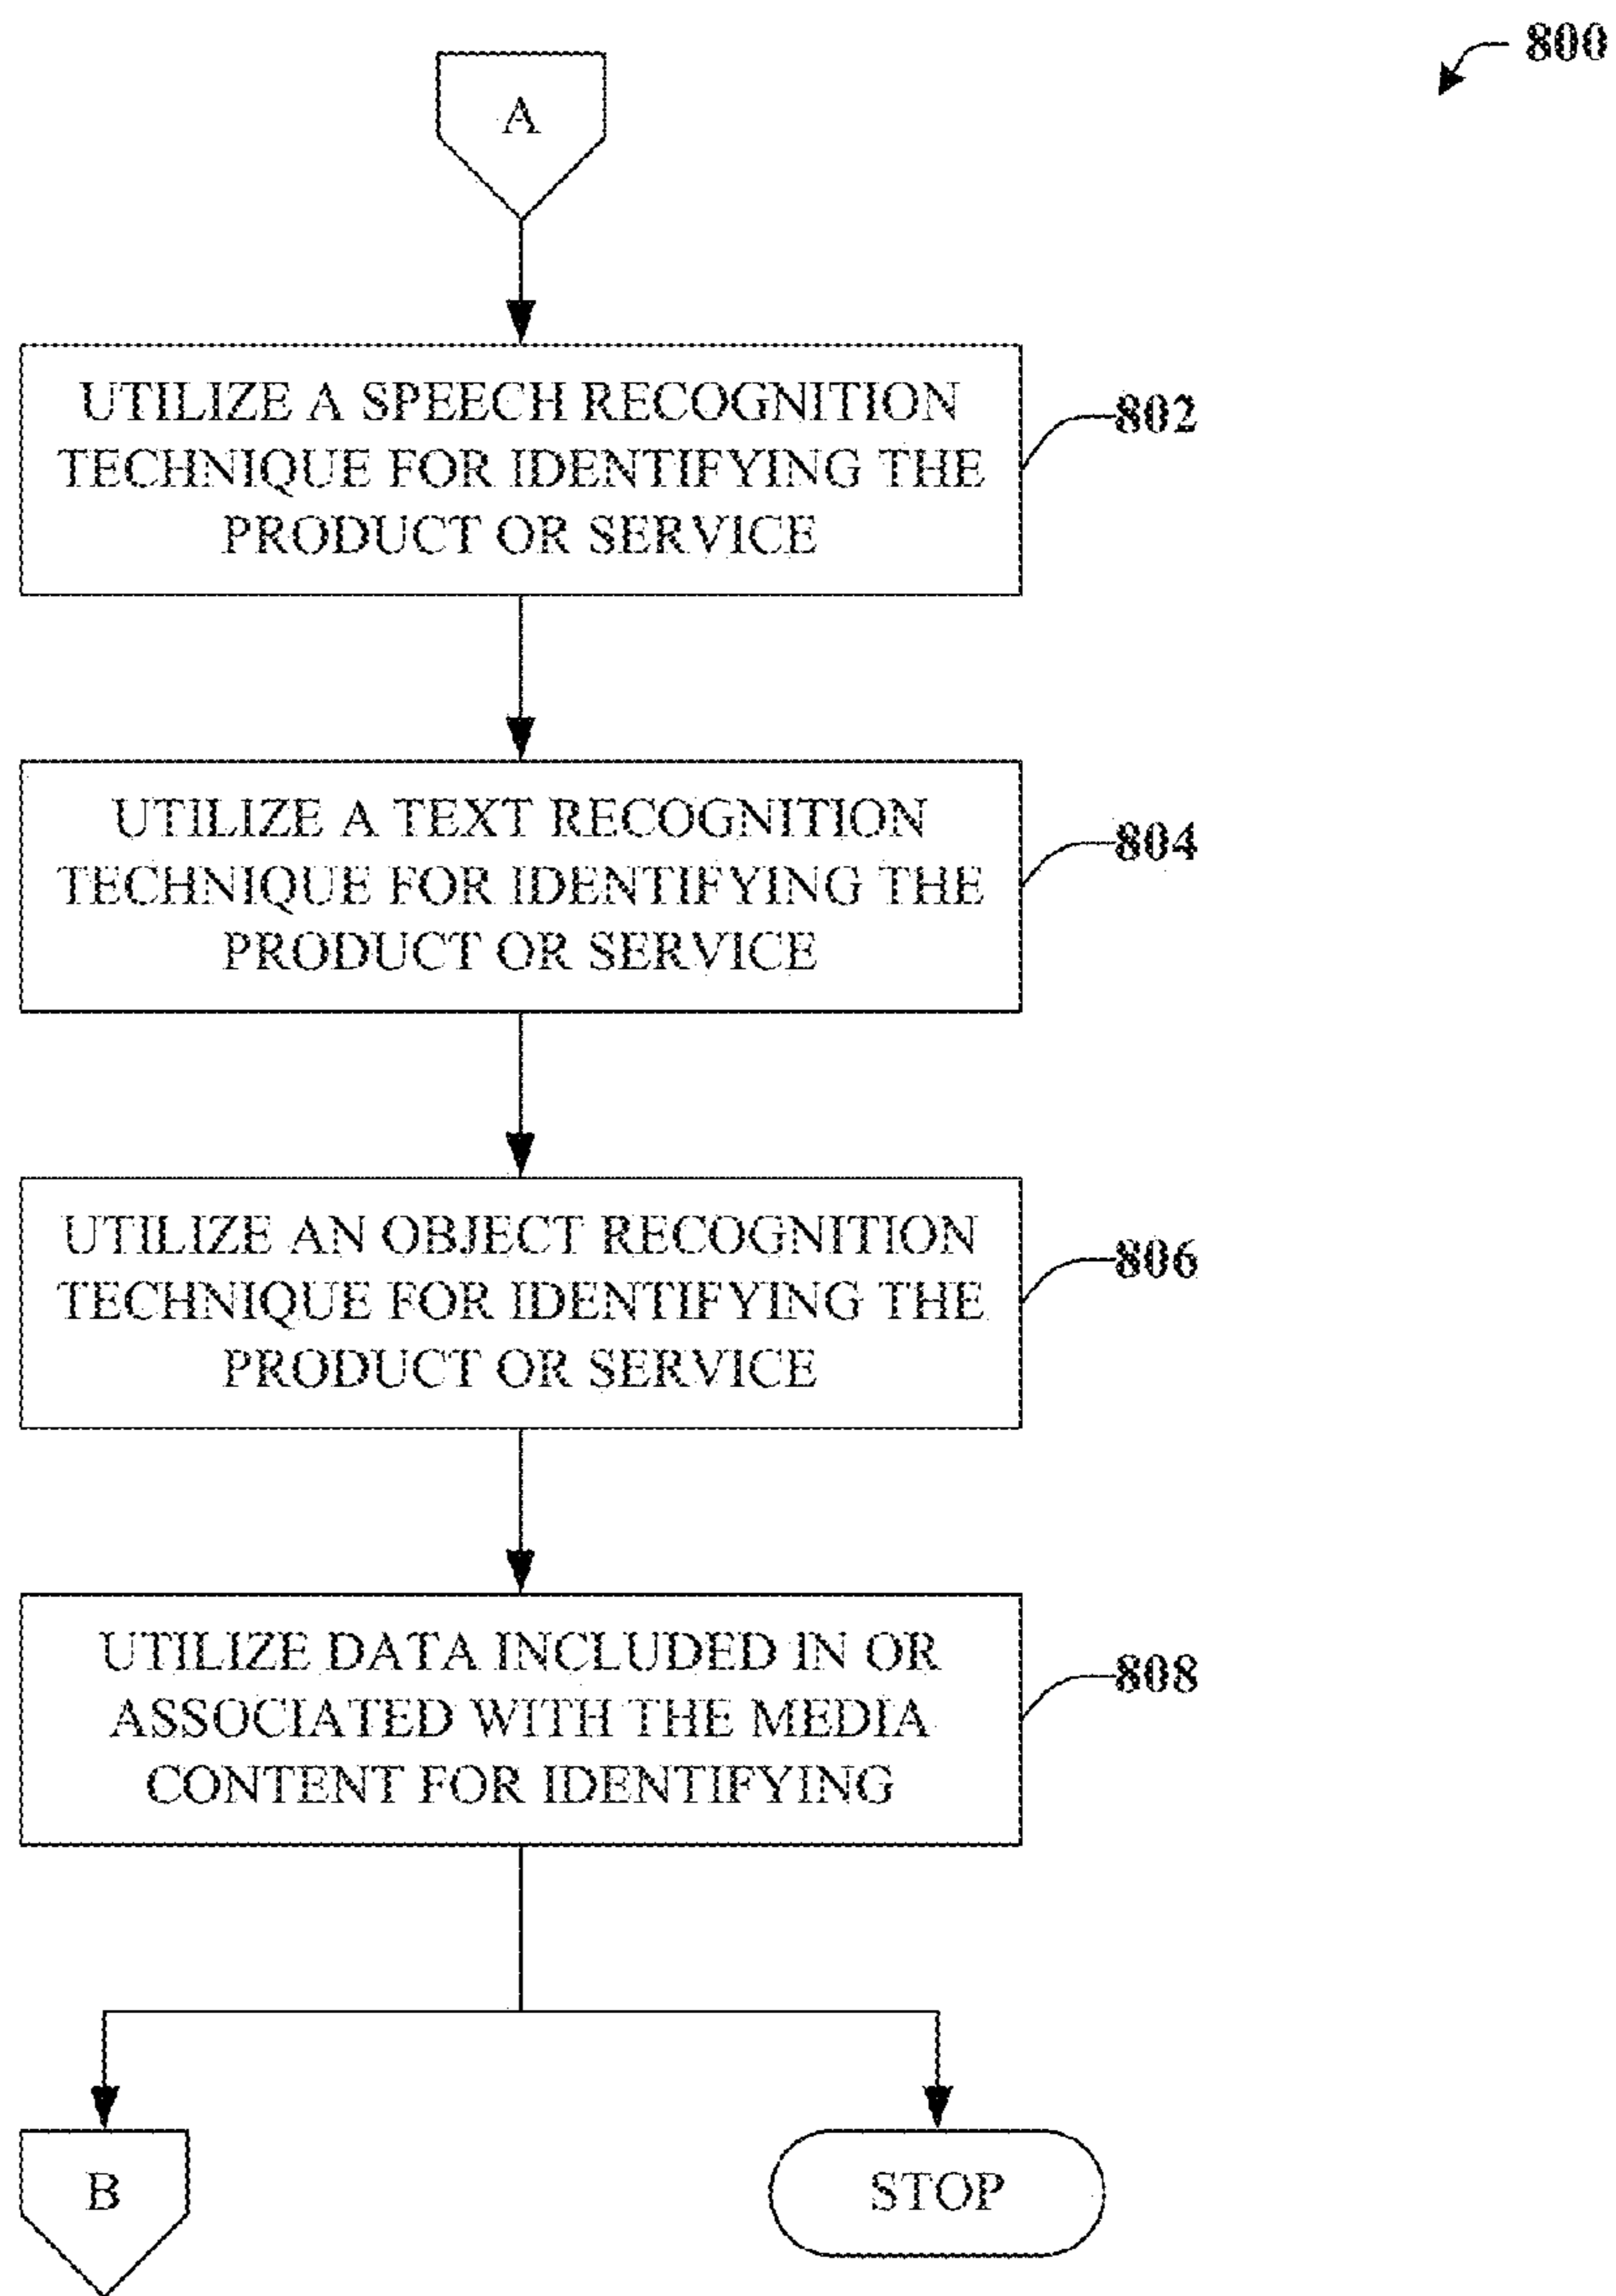 800
A
UTILIZE A SPEECH RECOGNITION
TECHNIQUE FOR IDENTIFYING THE
PRODUCT OR SERVICE
802
UTILIZE A TEXT RECOGNITION
TECHNIQUE FOR IDENTIFYING THE
PRODUCT OR SERVICE
804
UTILIZE AN OBJECT RECOGNITION
TECHNIQUE FOR IDENTIFYING THE
PRODUCT OR SERVICE
806
UTILIZE DATA INCLUDED IN OR
ASSOCIATED WITH THE MEDIA
CONTENT FOR IDENTIFYING
808
B
STOP